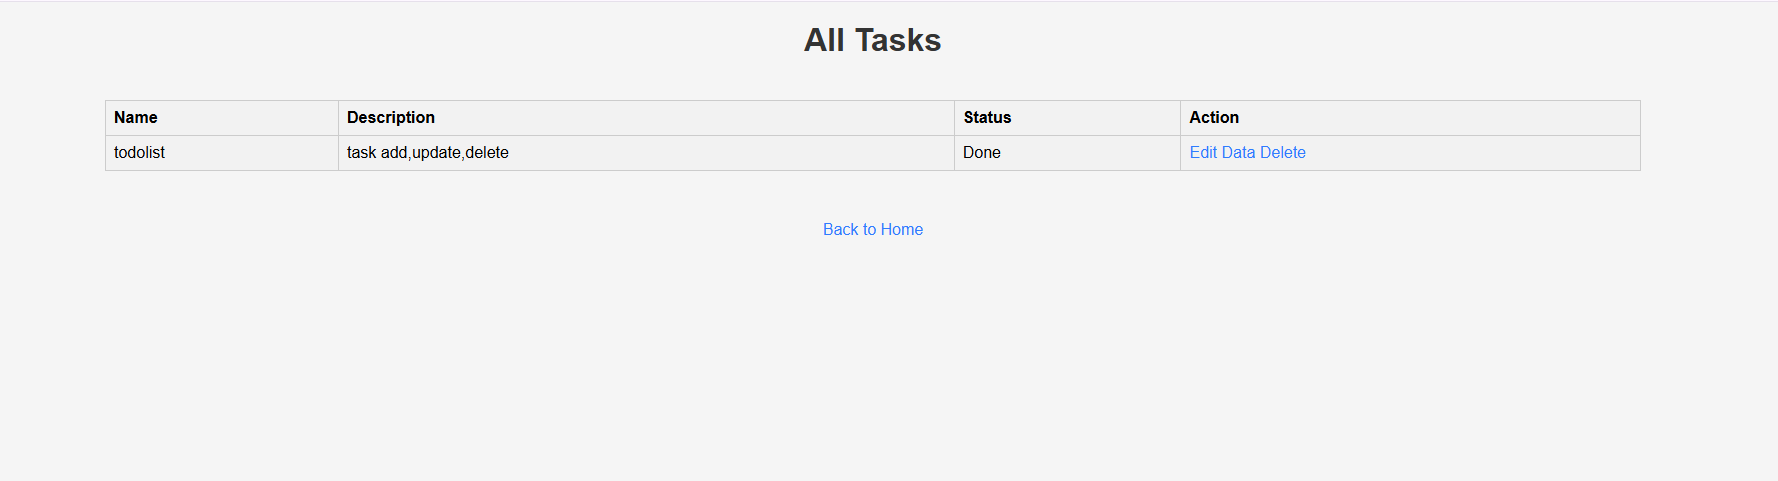 All Tasks
Name Description Status Action
todolist task add,update,delete Done Edit Data Delete
Back to Home